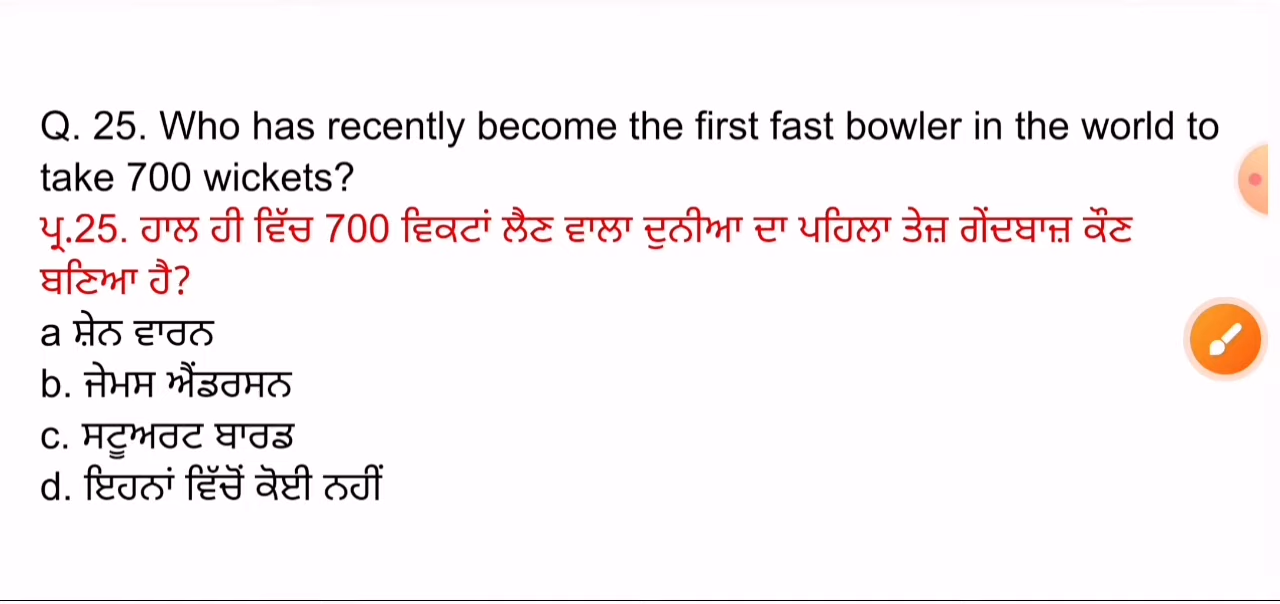 Q. 25. Who has recently become the first fast bowler in the world to
take 700 wickets?
ਪ੍ਰ.25. ਹਾਲ ਹੀ ਵਿੱਚ 700 ਵਿਕਟਾਂ ਲੈਣ ਵਾਲਾ ਦੁਨੀਆ ਦਾ ਪਹਿਲਾ ਤੇਜ਼ ਗੇਂਦਬਾਜ਼ ਕੌਣ
ਬਣਿਆ ਹੈ?
a ਸ਼ੇਨ ਵਾਰਨ
b. ਜੇਮਸ ਐਂਡਰਸਨ
c. ਸਟੂਅਰਟ ਬਾਰਡ
d. ਇਹਨਾਂ ਵਿੱਚੋਂ ਕੋਈ ਨਹੀਂ